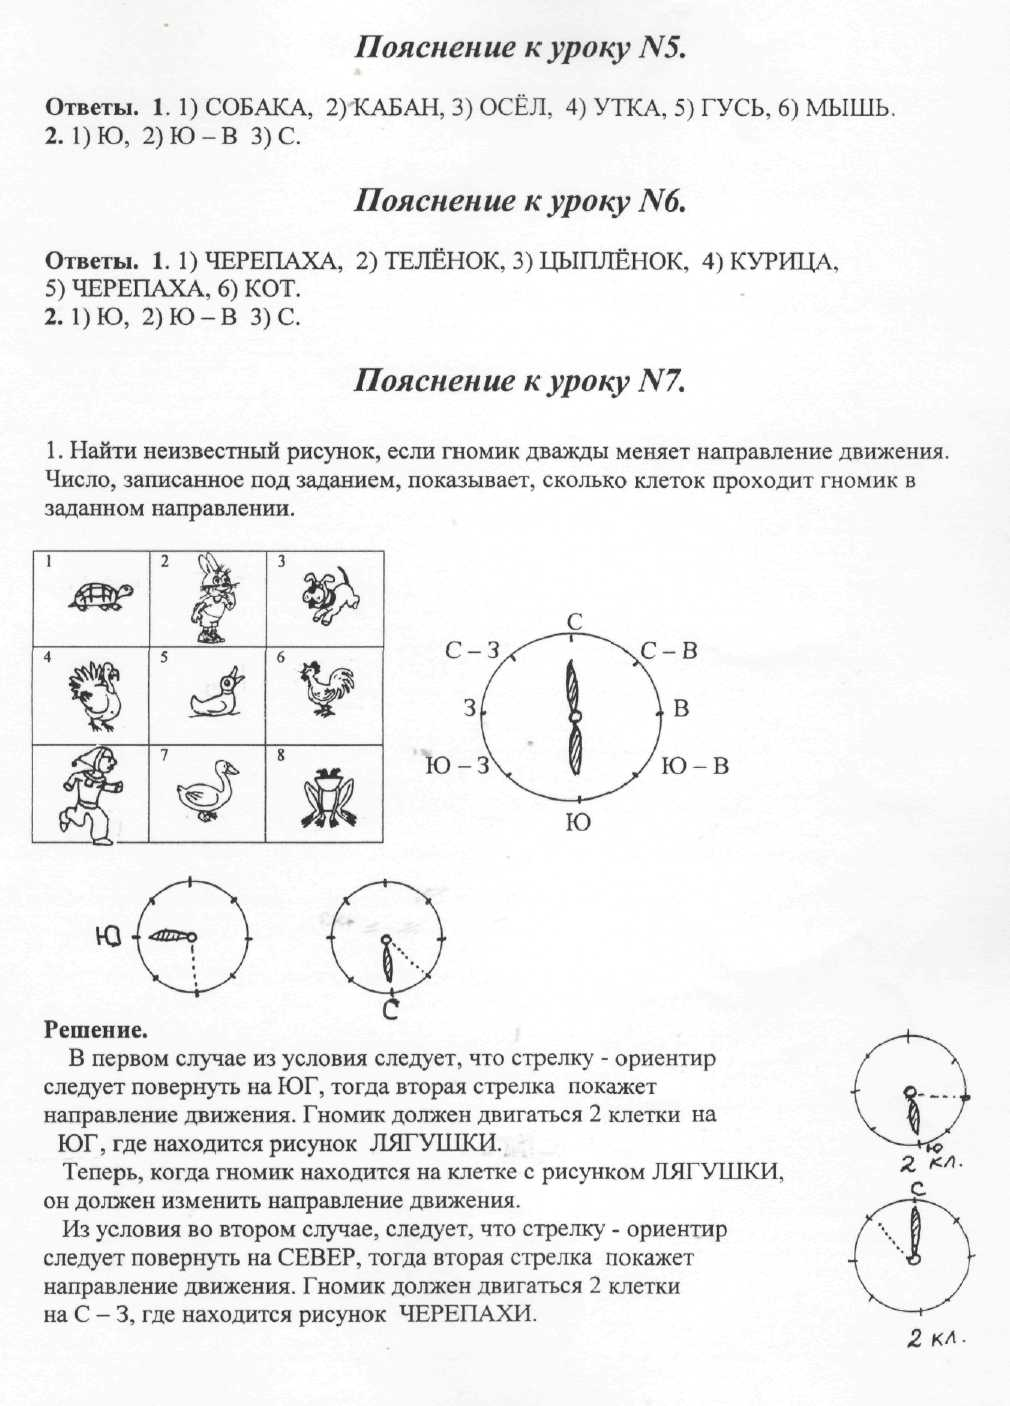 Пояснение к уроку N5.
Ответы. 1. 1) СОБАКА, 2) КАБАН, 3) ОСЁЛ, 4) УТКА, 5) ГУСЬ, 6) МЫШЬ.
2. 1) Ю, 2) Ю – В 3) С.
Пояснение к уроку N6.
Ответы. 1. 1) ЧЕРЕПАХА, 2) ТЕЛЁНОК, 3) ЦЫПЛЁНОК, 4) КУРИЦА,
5) ЧЕРЕПАХА, 6) КОТ.
2. 1) Ю, 2) Ю – В 3) С.
Пояснение к уроку N7.
1. Найти неизвестный рисунок, если гномик дважды меняет направление движения.
Число, записанное под заданием, показывает, сколько клеток проходит гномик в
заданном направлении.
1 2 3
4 5 6
7 8
С
С – З С – В
З В
Ю – З Ю – В
Ю
Ю
С
Решение.
В первом случае из условия следует, что стрелку - ориентир
следует повернуть на ЮГ, тогда вторая стрелка покажет
направление движения. Гномик должен двигаться 2 клетки на
ЮГ, где находится рисунок ЛЯГУШКИ.
Теперь, когда гномик находится на клетке с рисунком ЛЯГУШКИ,
он должен изменить направление движения.
Из условия во втором случае, следует, что стрелку - ориентир
следует повернуть на СЕВЕР, тогда вторая стрелка покажет
направление движения. Гномик должен двигаться 2 клетки
на С – З, где находится рисунок ЧЕРЕПАХИ.
Ю
2 кл.
С
2 кл.